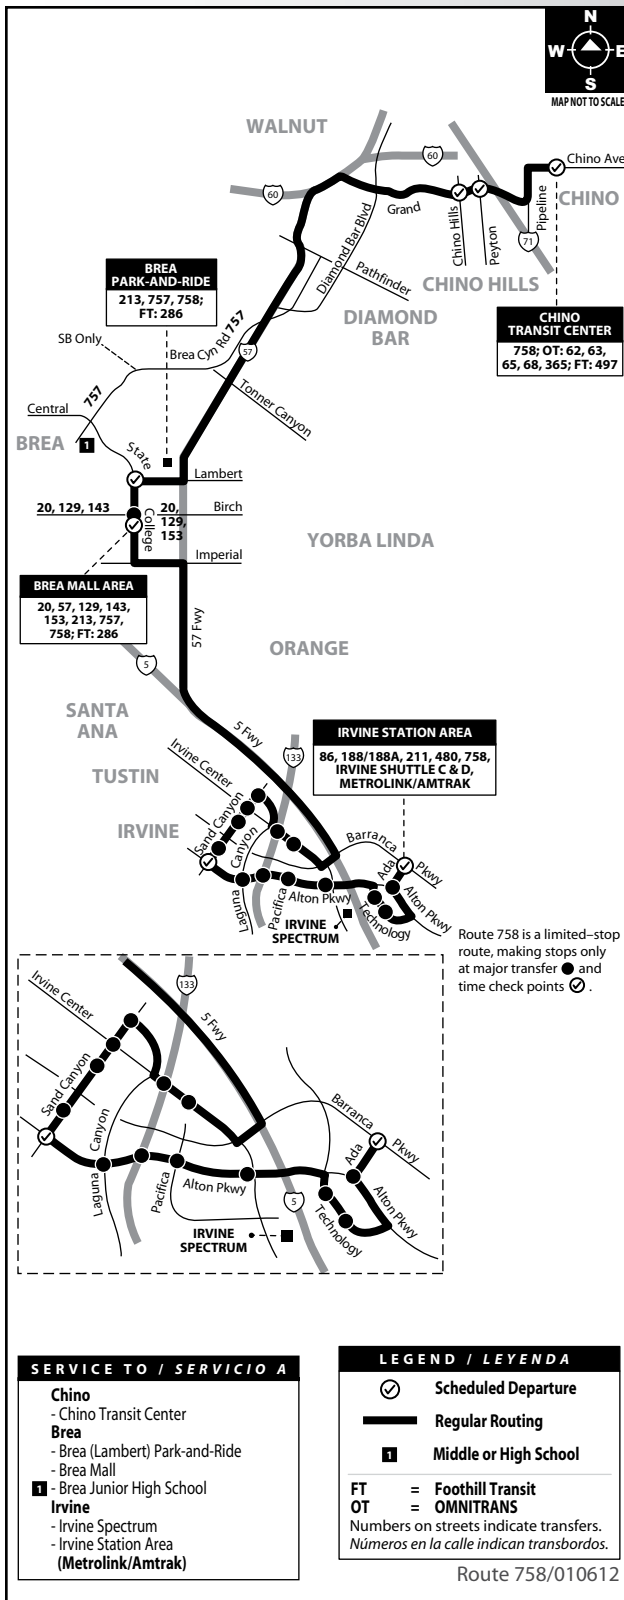 N
W E
S
MAP NOT TO SCALE
WALNUT
60
60
Chino Ave
CHINO
Grand
Chino Hills
Peyton
Pipeline
71
Diamond Bar Blvd
Pathfinder
CHINO HILLS
DIAMOND
BAR
BREA
PARK-AND-RIDE
213, 757, 758;
FT: 286
CHINO
TRANSIT CENTER
758; OT: 62, 63,
65, 68, 365; FT: 497
SB Only
Brea Cyn Rd 757
57
757
Tonner Canyon
Central
BREA 1
State
College
Lambert
20, 129, 143
20,
129,
153
Birch
Imperial
YORBA LINDA
BREA MALL AREA
20, 57, 129, 143,
153, 213, 757,
758; FT: 286
57 Fwy
ORANGE
5
SANTA
ANA
5 Fwy
IRVINE STATION AREA
86, 188/188A, 211, 480, 758,
IRVINE SHUTTLE C & D,
METROLINK/AMTRAK
133
Irvine Center
TUSTIN
IRVINE
Sand Canyon
Laguna Canyon
Pacifica
Alton Pkwy
Barranca Pkwy
Ada
Alton Pkwy
Technology
IRVINE
SPECTRUM
Route 758 is a limited–stop
route, making stops only
at major transfer and
time check points .
133
Irvine Center
5 Fwy
Sand Canyon
Laguna Canyon
Pacifica
Alton Pkwy
Barranca Pkwy
Ada
Alton Pkwy
5
Technology
IRVINE
SPECTRUM
SERVICE TO / SERVICIO A
Chino
- Chino Transit Center
Brea
- Brea (Lambert) Park-and-Ride
- Brea Mall
1 - Brea Junior High School
Irvine
- Irvine Spectrum
- Irvine Station Area
(Metrolink/Amtrak)
LEGEND / LEYENDA
Scheduled Departure
Regular Routing
1 Middle or High School
FT = Foothill Transit
OT = OMNITRANS
Numbers on streets indicate transfers.
Números en la calle indican transbordos.
Route 758/010612